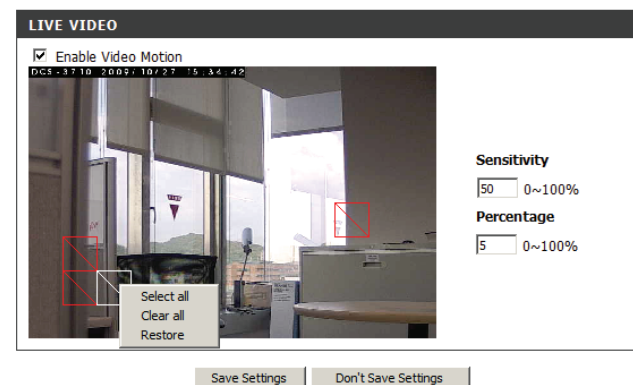 LIVE VIDEO
Enable Video Motion
DCS-3710 2009/10/27 15:34:42
Sensitivity
50 0~100%
Percentage
5 0~100%
Select all
Clear all
Restore
Save Settings
Don't Save Settings